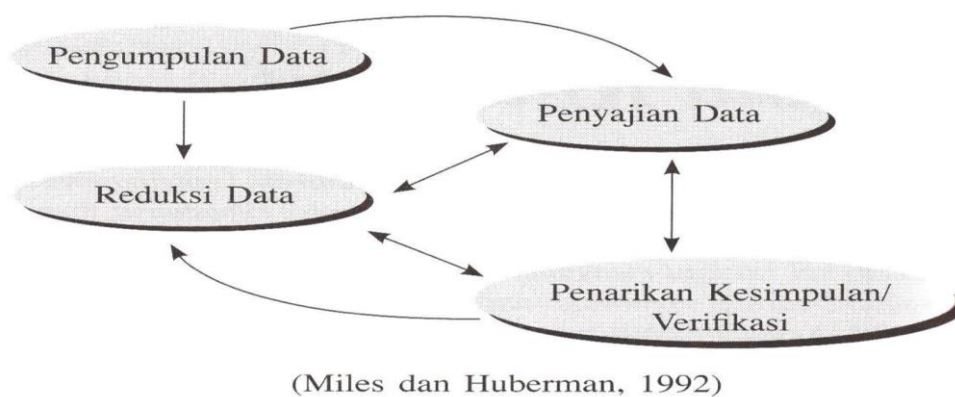 Pengumpulan Data
Penyajian Data
Reduksi Data
Penarikan Kesimpulan/
Verifikasi
(Miles dan Huberman, 1992)